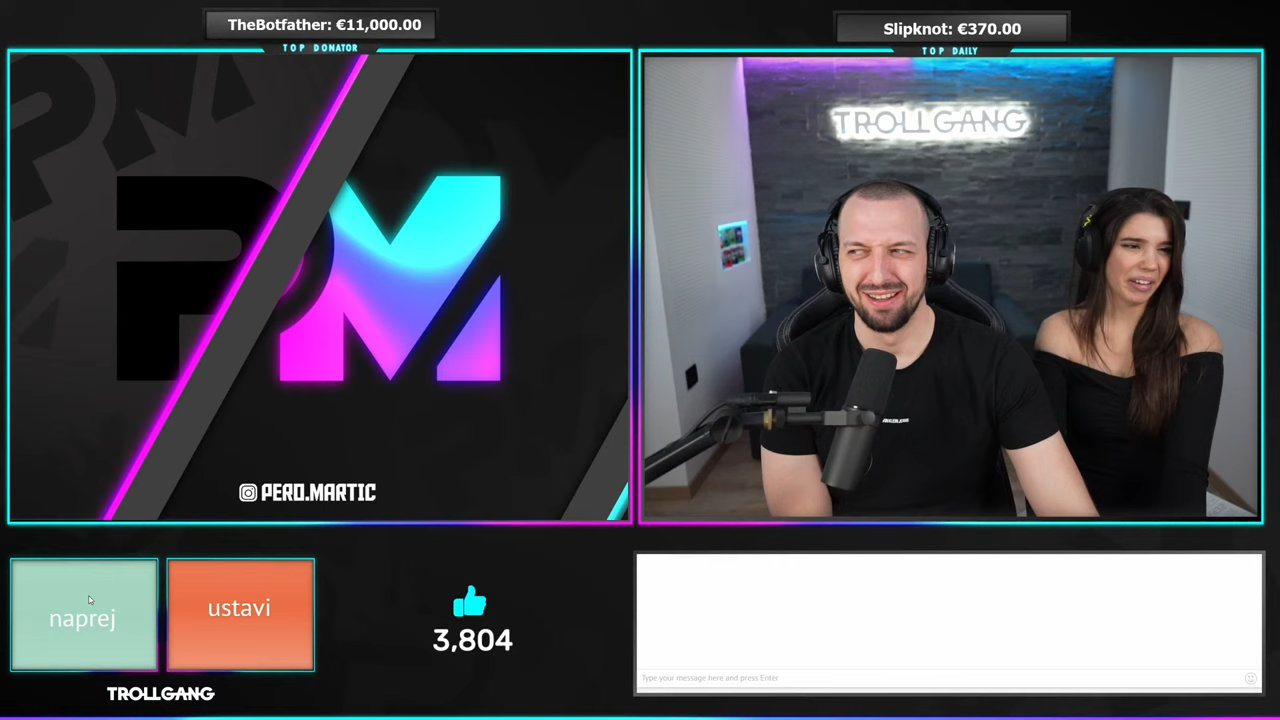 TheBotfather: €11,000.00
TOP DONATOR
Slipknot: €370.00
TOP DAILY
TROLLGANG
PM
PERO.MARTIC
naprej
ustavi
3,804
TROLLGANG
Type your message here and press Enter